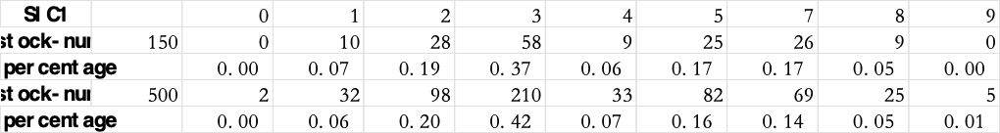 SI C1 0 1 2 3 4 5 7 8 9
st ock- nu 150 0 10 28 58 9 25 26 9 0
per cent age 0. 00 0. 07 0. 19 0. 37 0. 06 0. 17 0. 17 0. 05 0. 00
st ock- nu 500 2 32 98 210 33 82 69 25 5
per cent age 0. 00 0. 06 0. 20 0. 42 0. 07 0. 16 0. 14 0. 05 0. 01